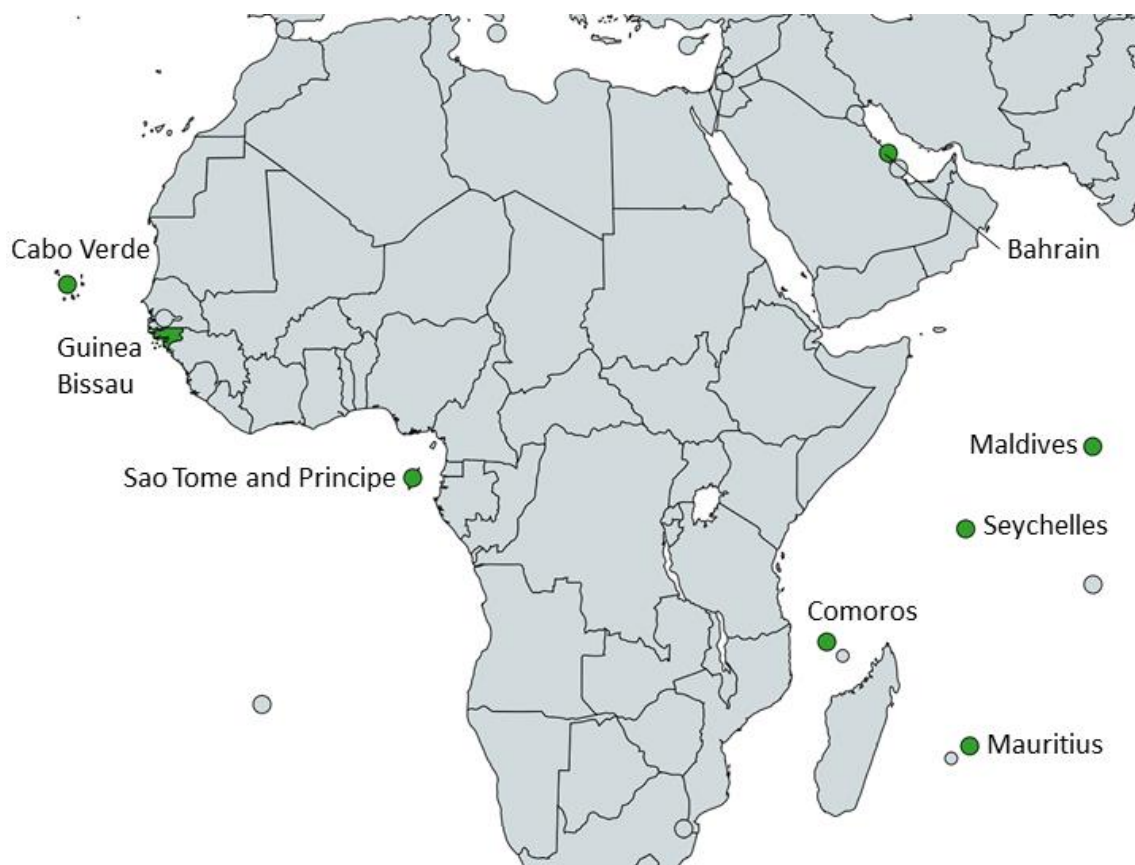 Cabo Verde
Bahrain
Guinea
Bissau
Maldives
Sao Tome and Principe
Seychelles
Comoros
Mauritius